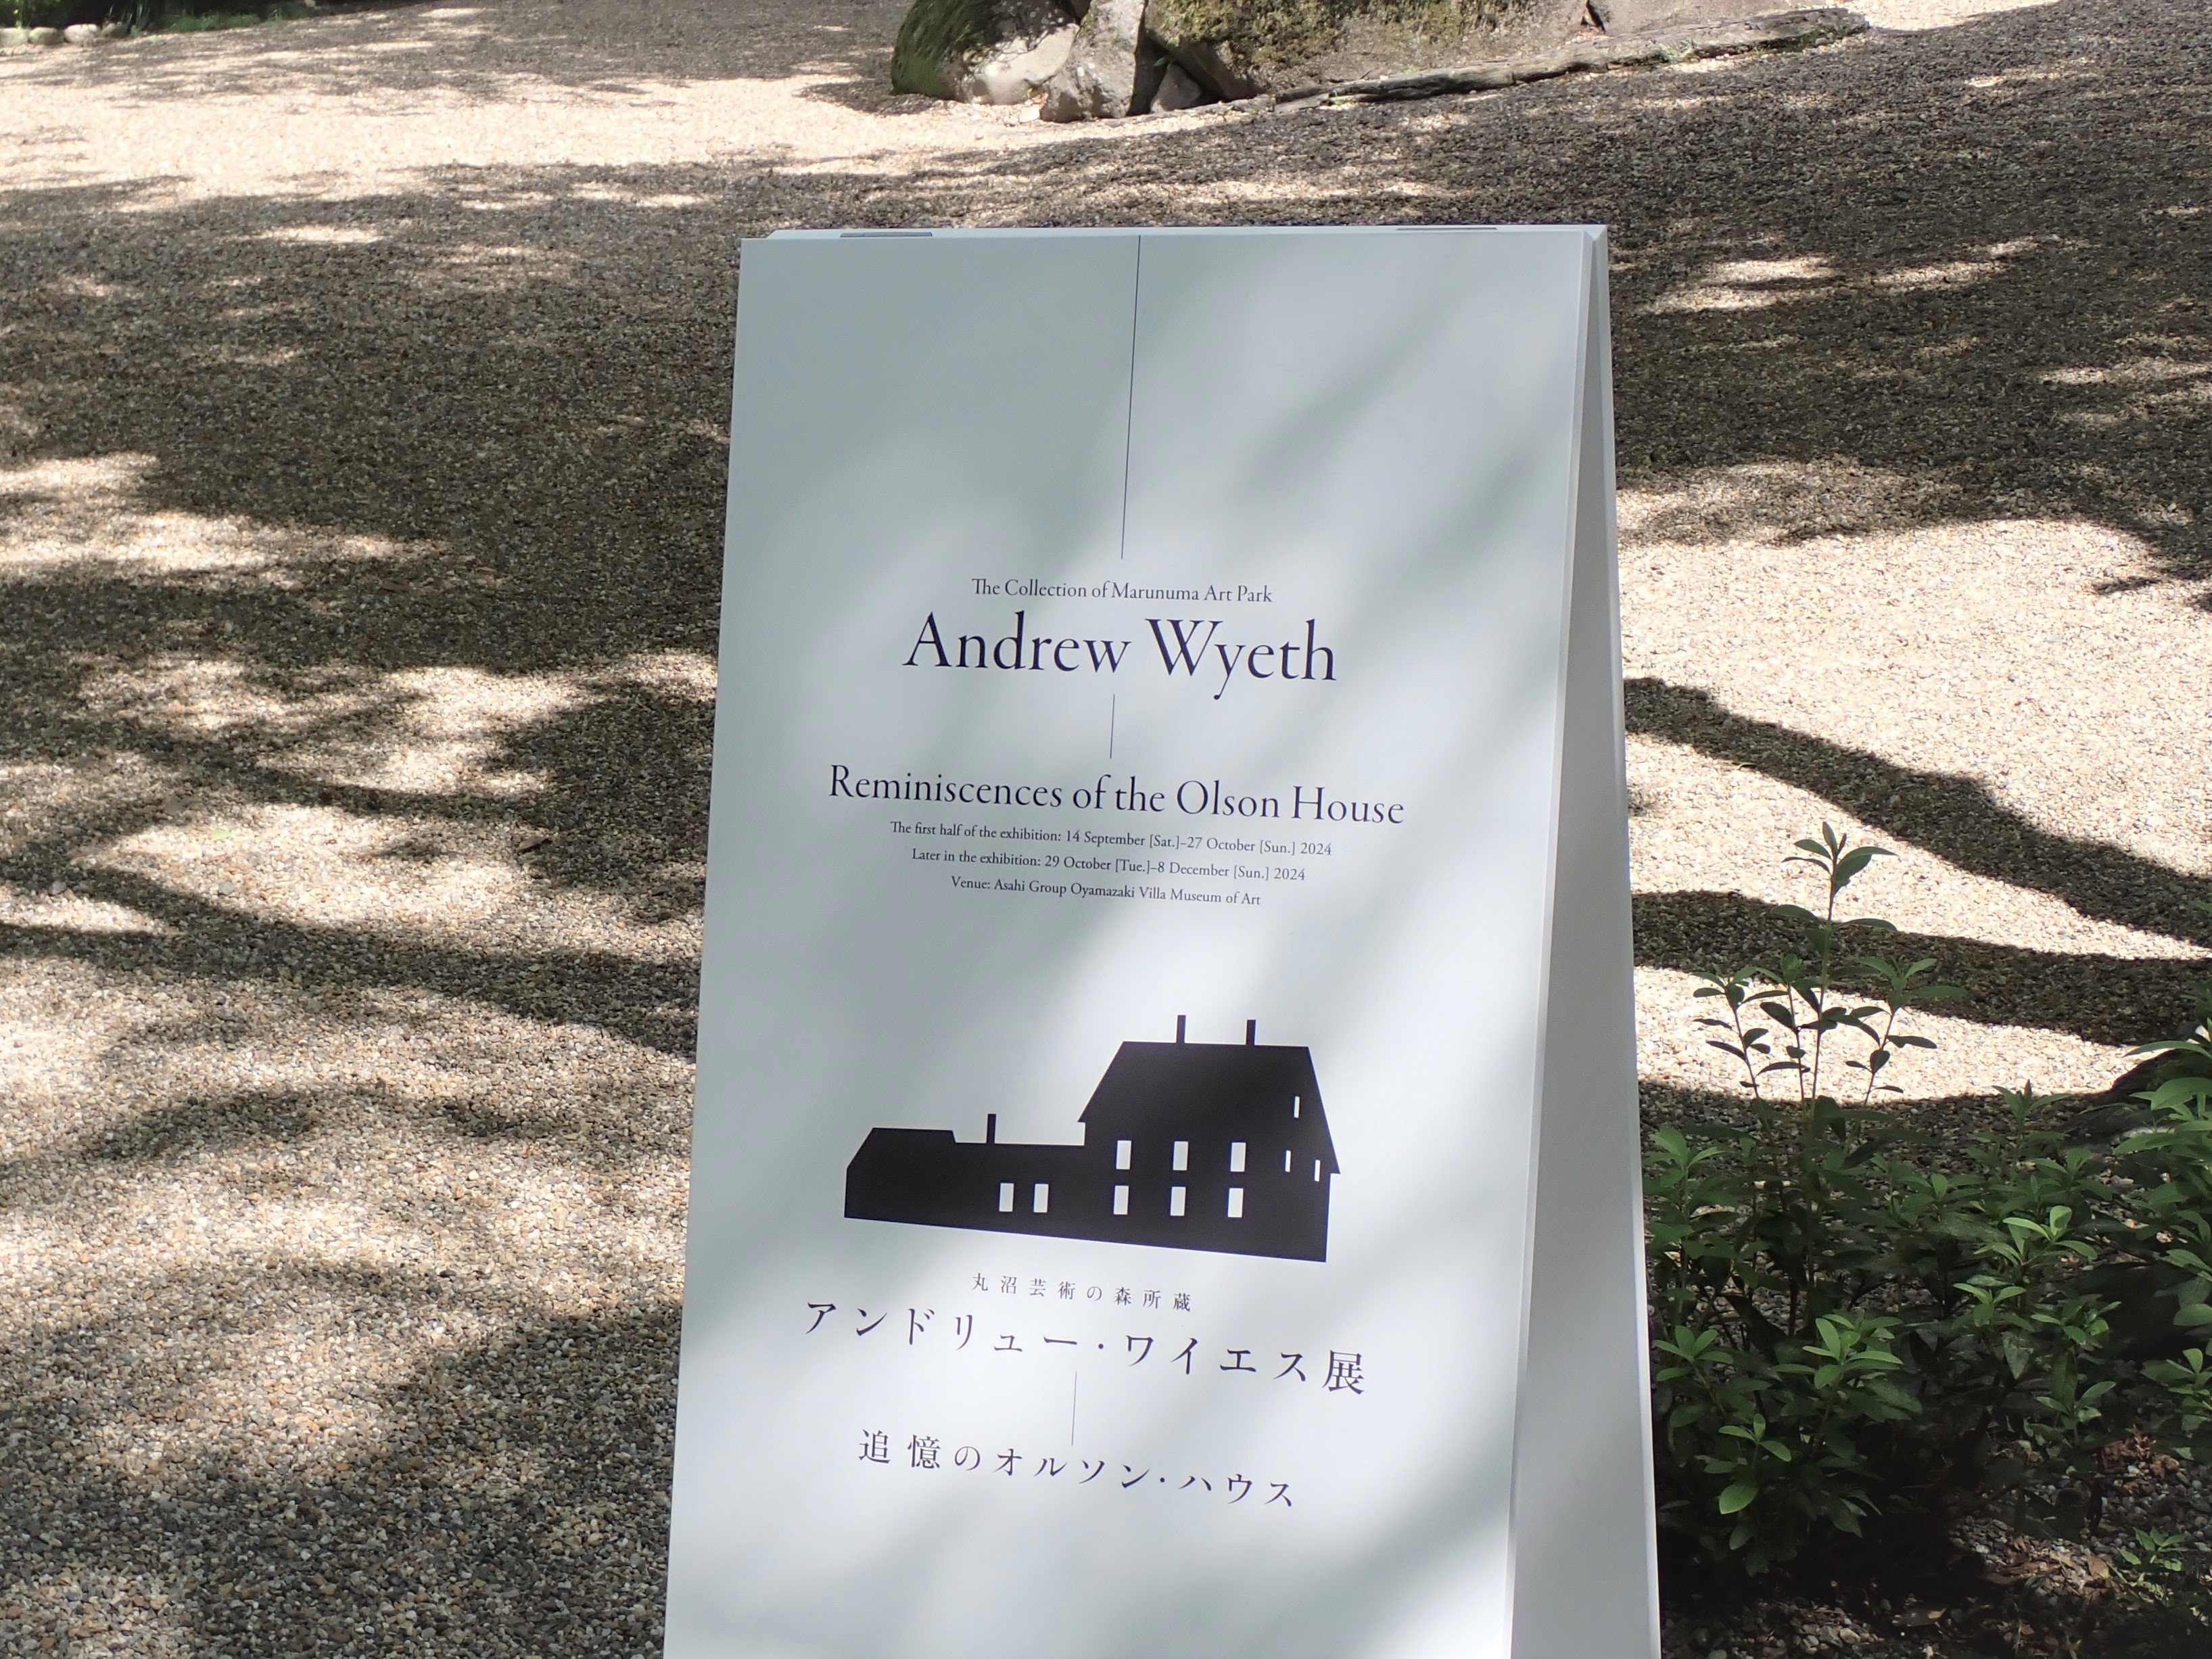 The Collection of Marunuma Art Park
Andrew Wyeth
Reminiscences of the Olson House
The first half of the exhibition: 14 September [Sat.]–27 October [Sun.] 2024
Later in the exhibition: 29 October [Tue.]–8 December [Sun.] 2024
Venue: Asahi Group Oyamazaki Villa Museum of Art
丸沼芸術の森所蔵
アンドリュー・ワイエス展
追憶のオルソン・ハウス